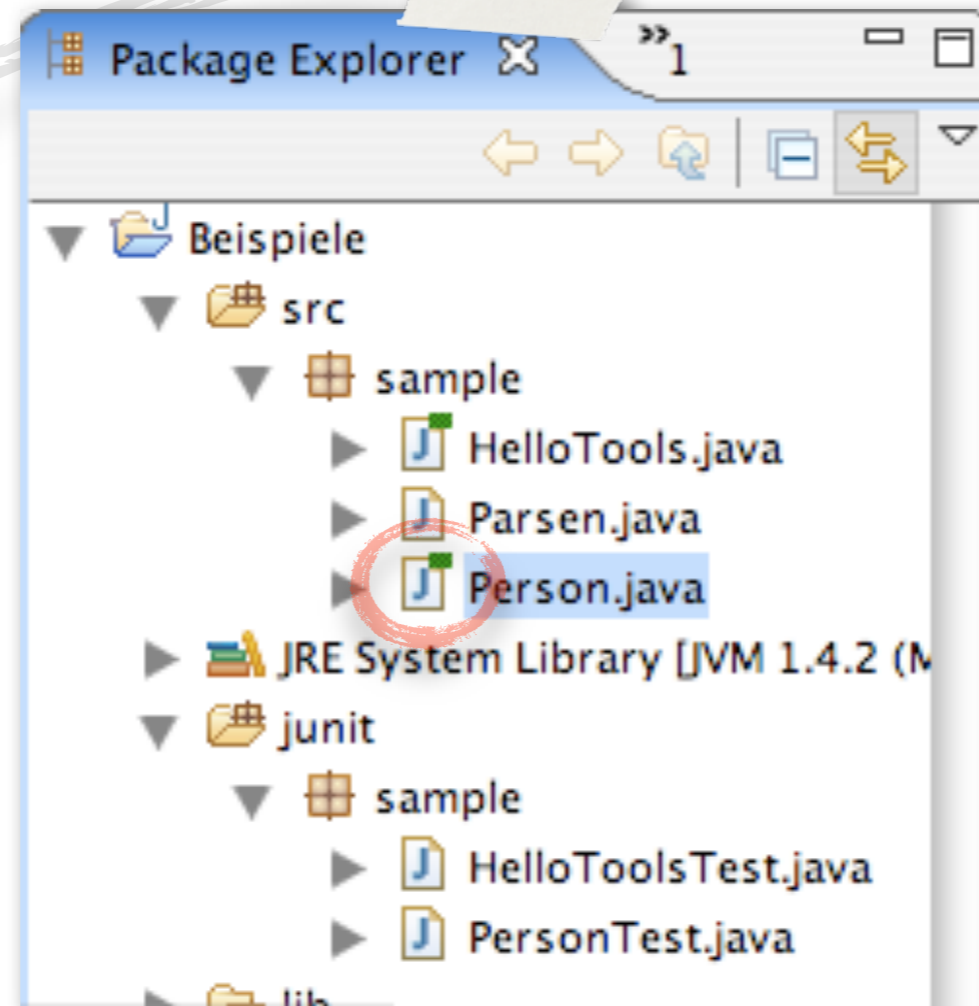 Package Explorer »1
Beispiele
src
sample
HelloTools.java
Parsen.java
Person.java
JRE System Library [JVM 1.4.2 (M
junit
sample
HelloToolsTest.java
PersonTest.java
lib